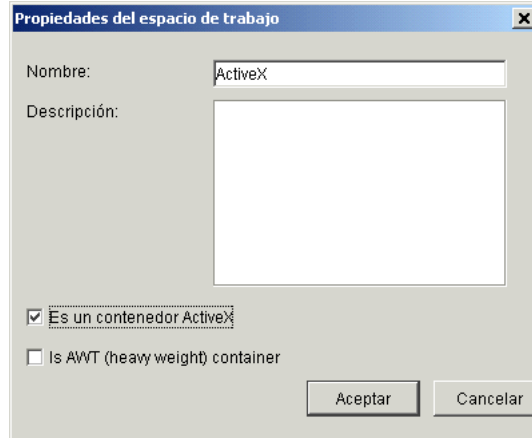 Propiedades del espacio de trabajo
Nombre:
ActiveX
Descripción:
Es un contenedor ActiveX
Is AWT (heavy weight) container
Aceptar
Cancelar